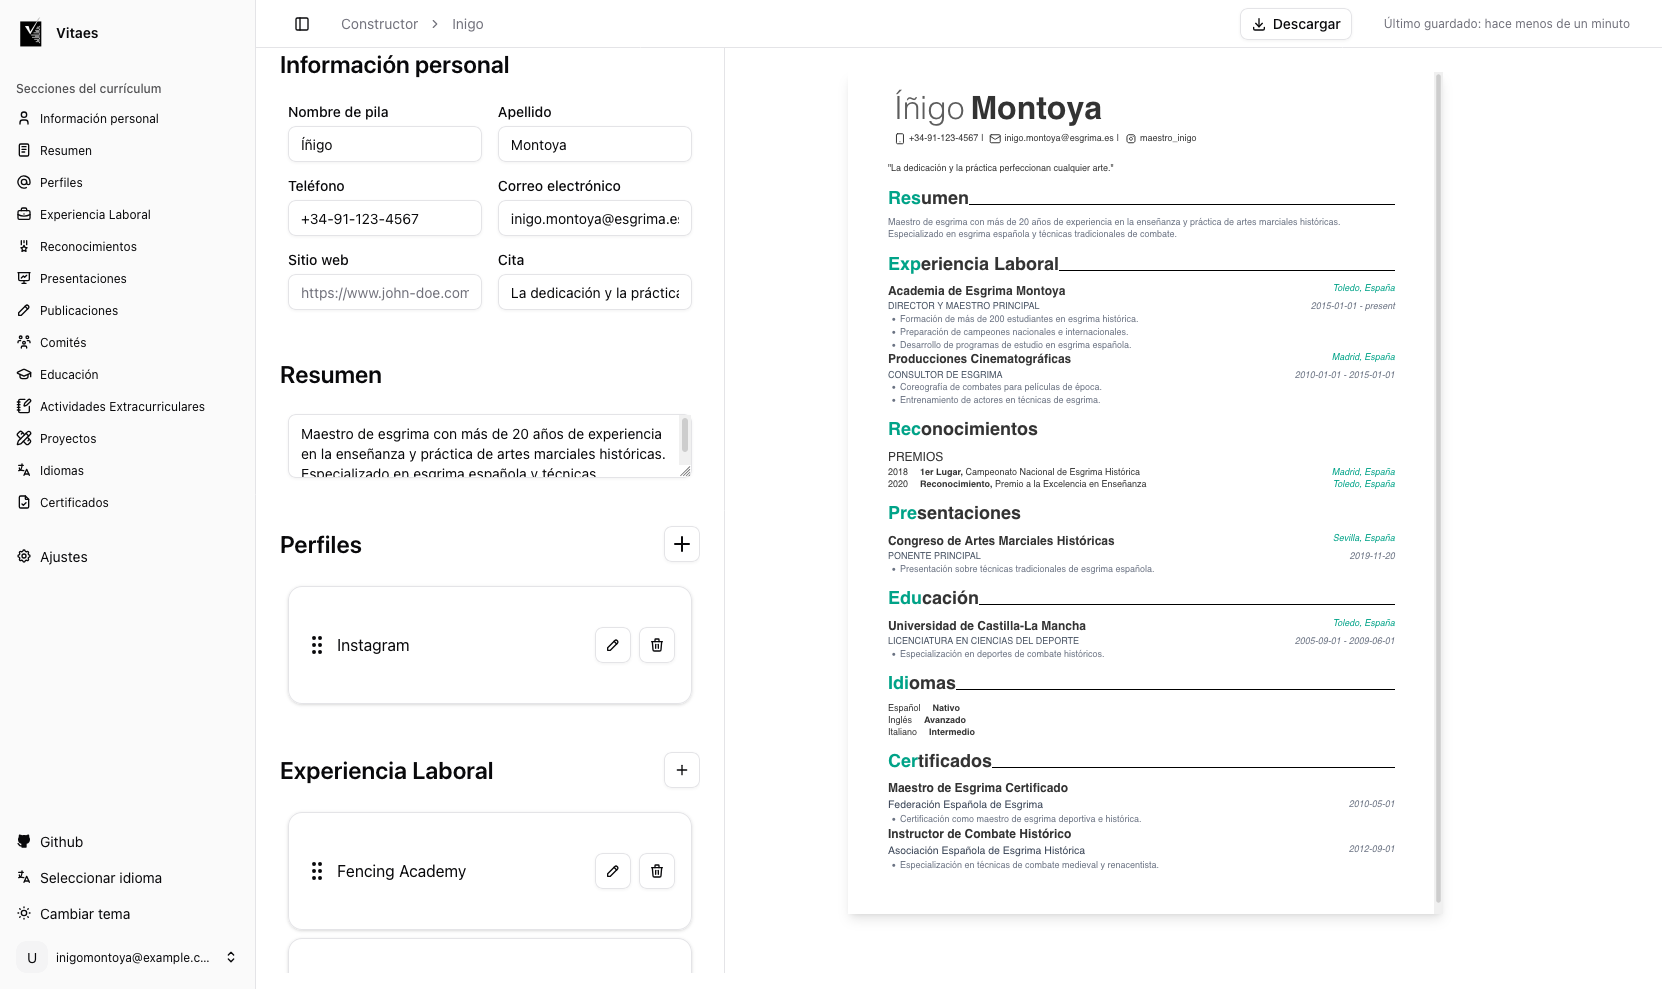 Vitaes
Secciones del currículum
Información personal
Resumen
Perfiles
Experiencia Laboral
Reconocimientos
Presentaciones
Publicaciones
Comités
Educación
Actividades Extracurriculares
Proyectos
Idiomas
Certificados
Ajustes
Github
Seleccionar idioma
Cambiar tema
U inigomontoya@example.c...
Constructor > Inigo
Descargar
Último guardado: hace menos de un minuto
Información personal
Nombre de pila Apellido
Íñigo Montoya
Teléfono Correo electrónico
+34-91-123-4567 inigo.montoya@esgrima.es
Sitio web Cita
https://www.john-doe.com La dedicación y la práctica
Resumen
Maestro de esgrima con más de 20 años de experiencia
en la enseñanza y práctica de artes marciales históricas.
Especializado en esgrima española y técnicas
Perfiles
Instagram
Experiencia Laboral
Fencing Academy
Íñigo Montoya
+34-91-123-4567 | inigo.montoya@esgrima.es | maestro_inigo
"La dedicación y la práctica perfeccionan cualquier arte."
Resumen
Maestro de esgrima con más de 20 años de experiencia en la enseñanza y práctica de artes marciales históricas.
Especializado en esgrima española y técnicas tradicionales de combate.
Experiencia Laboral
Academia de Esgrima Montoya Toledo, España
DIRECTOR Y MAESTRO PRINCIPAL 2015-01-01 - present
• Formación de más de 200 estudiantes en esgrima histórica.
• Preparación de campeones nacionales e internacionales.
• Desarrollo de programas de estudio en esgrima española.
Producciones Cinematográficas Madrid, España
CONSULTOR DE ESGRIMA 2010-01-01 - 2015-01-01
• Coreografía de combates para películas de época.
• Entrenamiento de actores en técnicas de esgrima.
Reconocimientos
PREMIOS
2018 1er Lugar, Campeonato Nacional de Esgrima Histórica Madrid, España
2020 Reconocimiento, Premio a la Excelencia en Enseñanza Toledo, España
Presentaciones
Congreso de Artes Marciales Históricas Sevilla, España
PONENTE PRINCIPAL 2019-11-20
• Presentación sobre técnicas tradicionales de esgrima española.
Educación
Universidad de Castilla-La Mancha Toledo, España
LICENCIATURA EN CIENCIAS DEL DEPORTE 2005-09-01 - 2009-06-01
• Especialización en deportes de combate históricos.
Idiomas
Español Nativo
Inglés Avanzado
Italiano Intermedio
Certificados
Maestro de Esgrima Certificado
Federación Española de Esgrima 2010-05-01
• Certificación como maestro de esgrima deportiva e histórica.
Instructor de Combate Histórico
Asociación Española de Esgrima Histórica 2012-09-01
• Especialización en técnicas de combate medieval y renacentista.